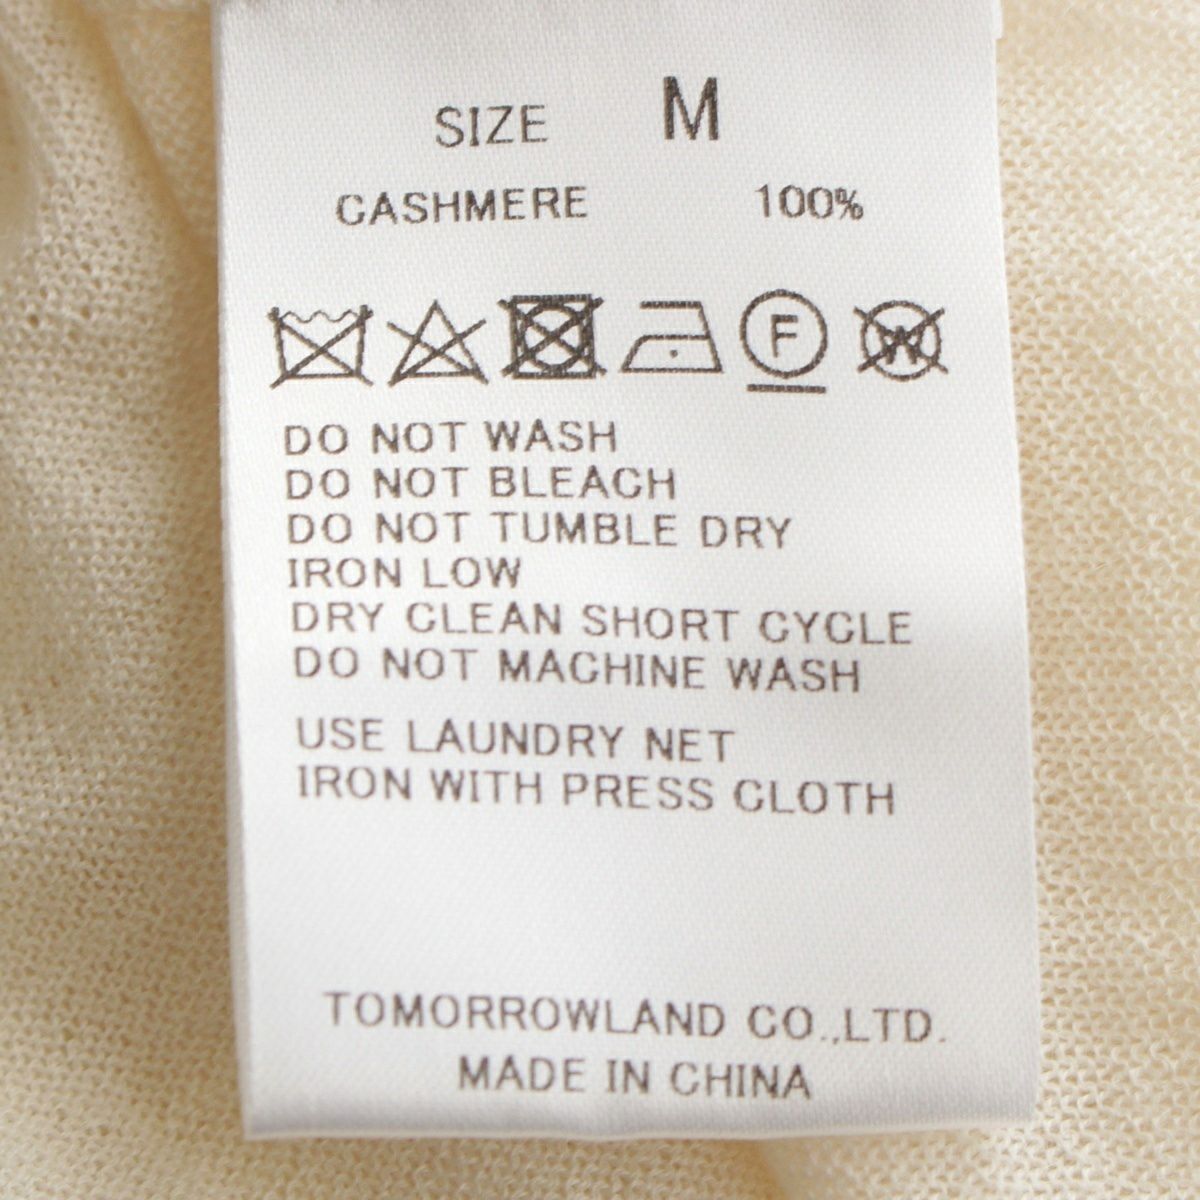 SIZE M
CASHMERE 100%
F W
DO NOT WASH
DO NOT BLEACH
DO NOT TUMBLE DRY
IRON LOW
DRY CLEAN SHORT CYCLE
DO NOT MACHINE WASH
USE LAUNDRY NET
IRON WITH PRESS CLOTH
TOMORROWLAND CO.,LTD.
MADE IN CHINA